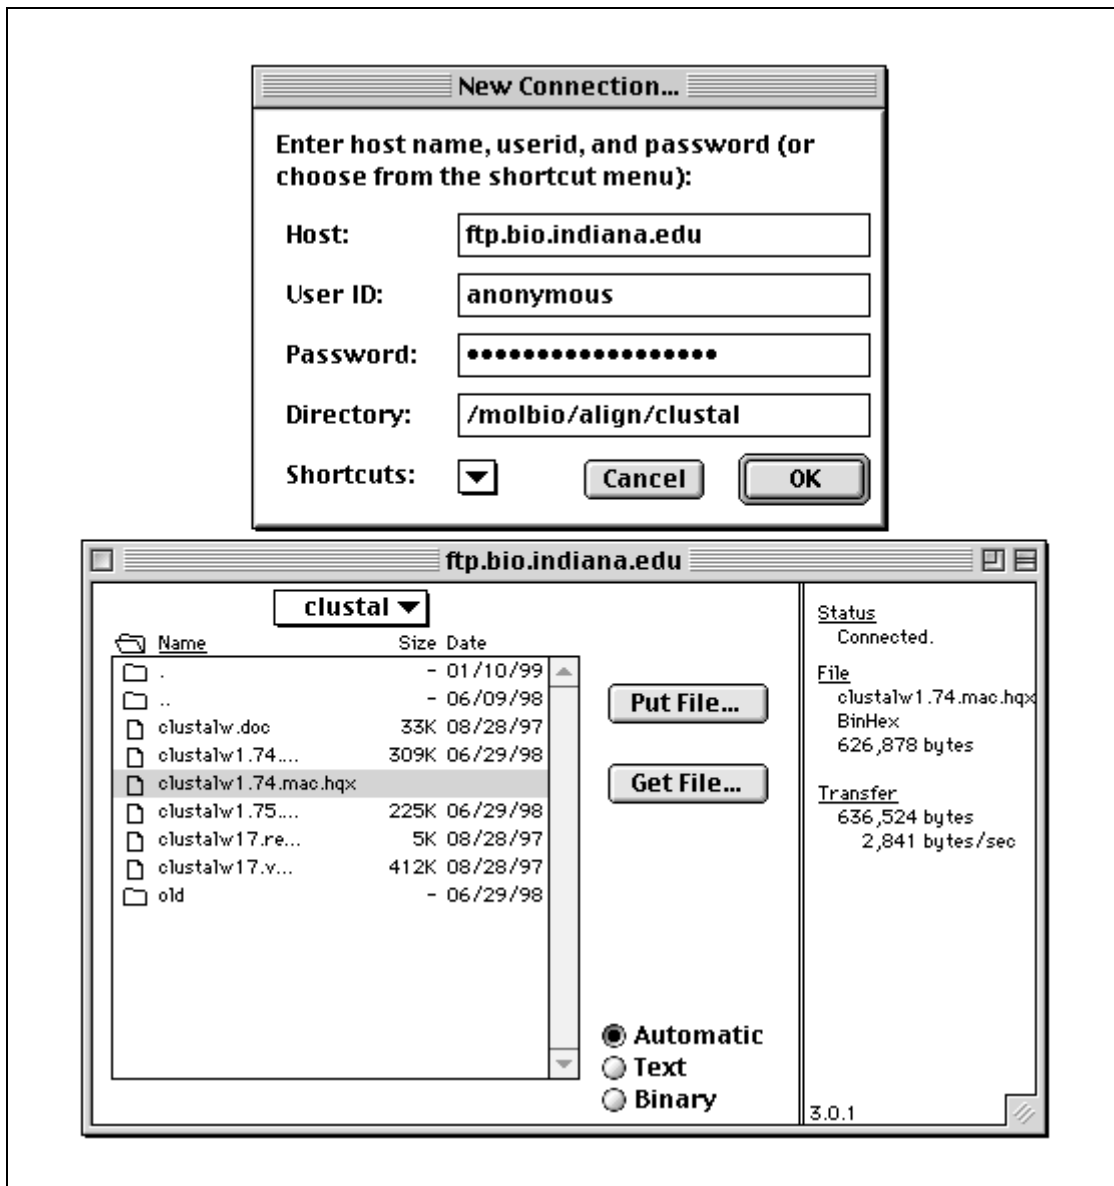 New Connection...
Enter host name, userid, and password (or
choose from the shortcut menu):
Host: ftp.bio.indiana.edu
User ID: anonymous
Password: ••••••••••••••••••
Directory: /molbio/align/clustal
Shortcuts: Cancel OK
ftp.bio.indiana.edu
clustal
Name Size Date
. - 01/10/99
.. - 06/09/98
clustalw.doc 33K 08/28/97
clustalw1.74.... 309K 06/29/98
clustalw1.74.mac.hqx
clustalw1.75.... 225K 06/29/98
clustalw17.re... 5K 08/28/97
clustalw17.v... 412K 08/28/97
old - 06/29/98
Put File...
Get File...
Automatic
Text
Binary
Status
Connected.
File
clustalw1.74.mac.hqx
BinHex
626,878 bytes
Transfer
636,524 bytes
2,841 bytes/sec
3.0.1